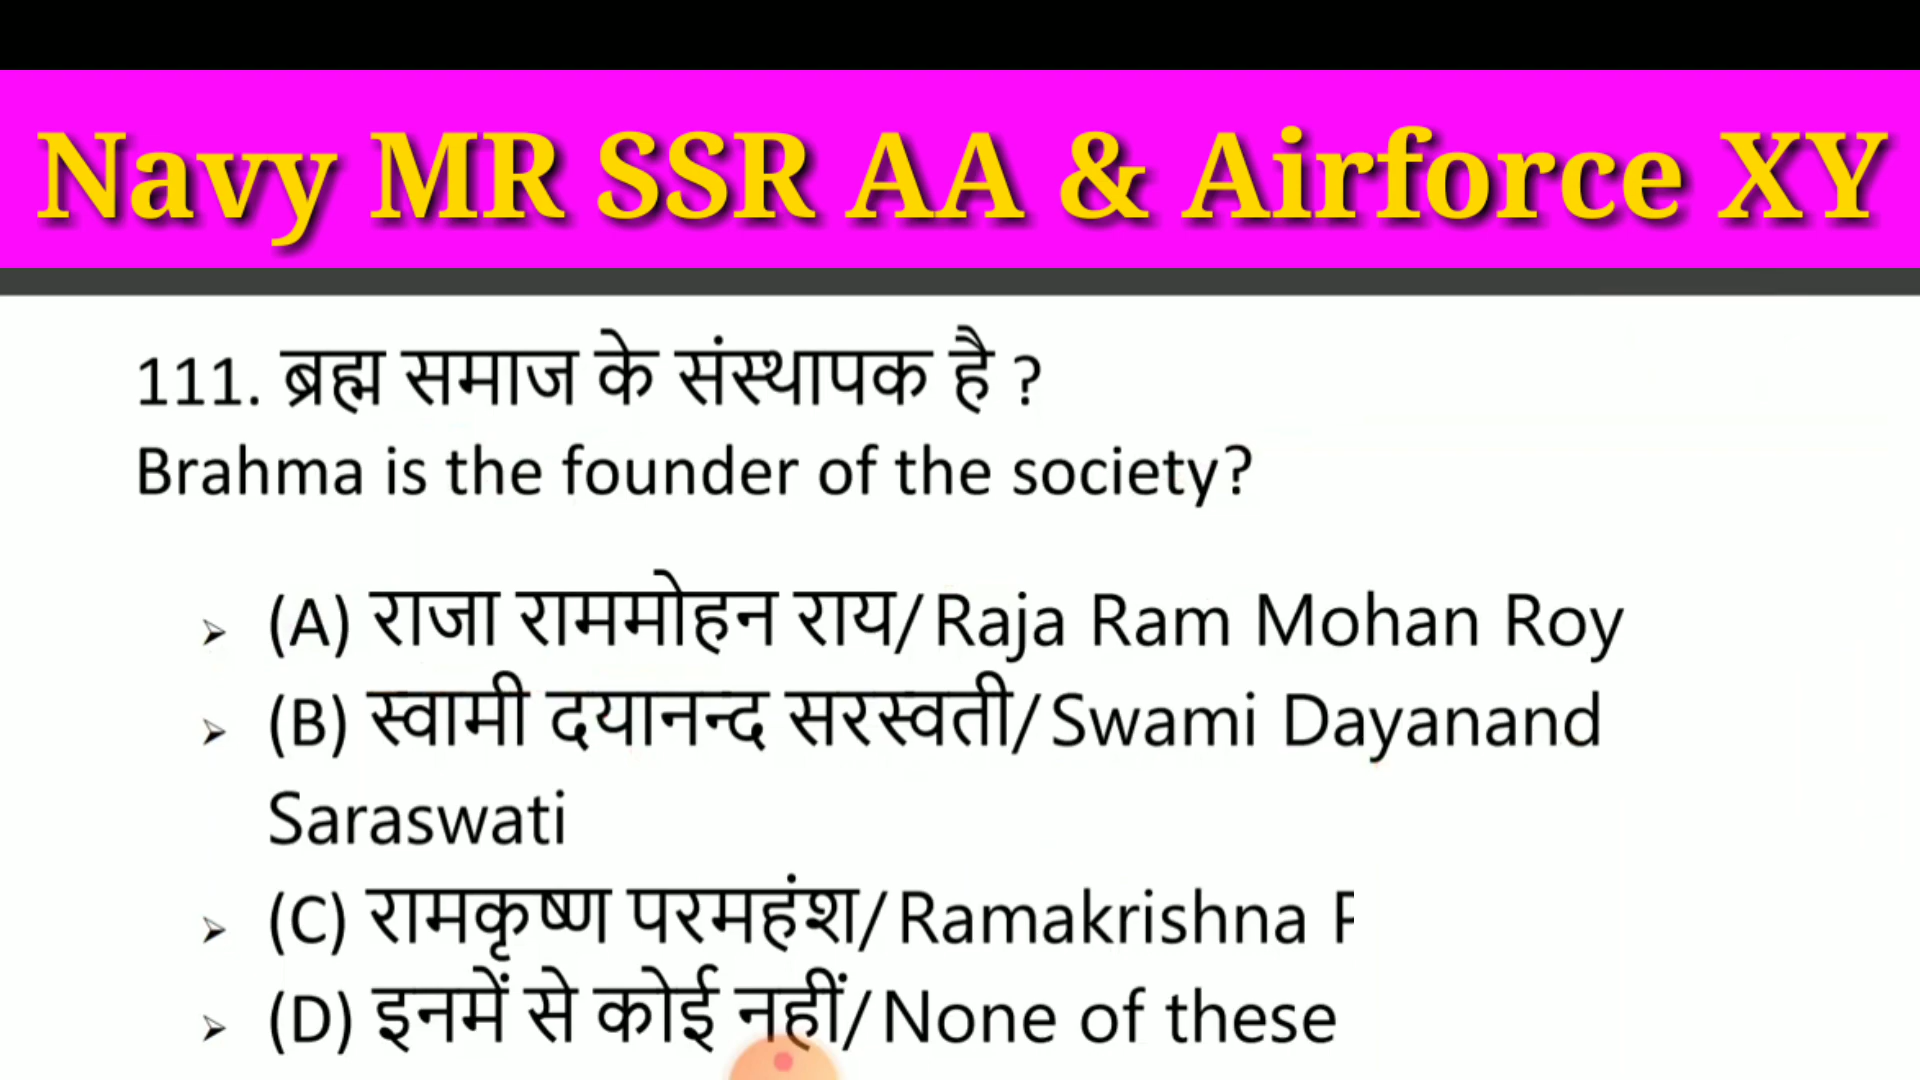 Navy MR SSR AA & Airforce XY
111. ब्रह्म समाज के संस्थापक है ?
Brahma is the founder of the society?
(A) राजा राममोहन राय/Raja Ram Mohan Roy
(B) स्वामी दयानन्द सरस्वती/Swami Dayanand
Saraswati
(C) रामकृष्ण परमहंश/Ramakrishna
(D) इनमें से कोई नहीं/None of these